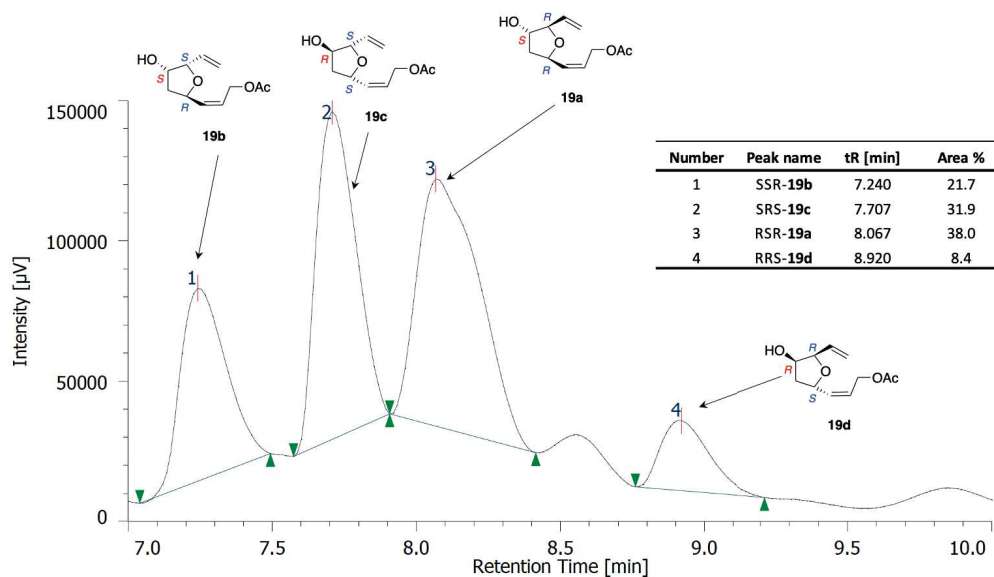 HO
S
S
O
R
OAc
19b
HO
R
S
O
S
OAc
19c
HO
S
R
O
R
OAc
19a
150000
100000
50000
0
Intensity [µV]
1
2
3
4
Number Peak name tR [min] Area %
1 SSR-19b 7.240 21.7
2 SRS-19c 7.707 31.9
3 RSR-19a 8.067 38.0
4 RRS-19d 8.920 8.4
HO
R
R
O
S
OAc
19d
7.0 7.5 8.0 8.5 9.0 9.5 10.0
Retention Time [min]